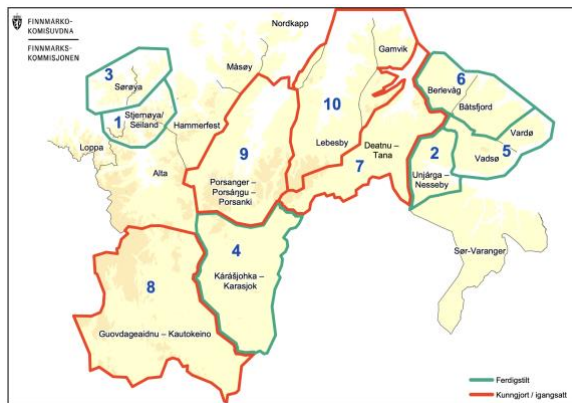 FINNMÁRKO-
KOMIŠUVDNA
FINNMARKS-
KOMMISJONEN
Nordkapp
Gamvik
Måsøy
3
Sørøya
6
Berlevåg
Båtsfjord
1
Stjernøya/
Seiland
10
Hammerfest
Vardø
Loppa
Lebesby
Deatnu –
Tana
2
Vadsø
5
9
7
Unjárga –
Nesseby
Alta
Porsanger –
Porsáŋgu –
Porsanki
4
Sør-Varanger
Kárášjohka –
Karasjok
8
Guovdageaidnu – Kautokeino
Ferdigstilt
Kunngjort / igangsatt